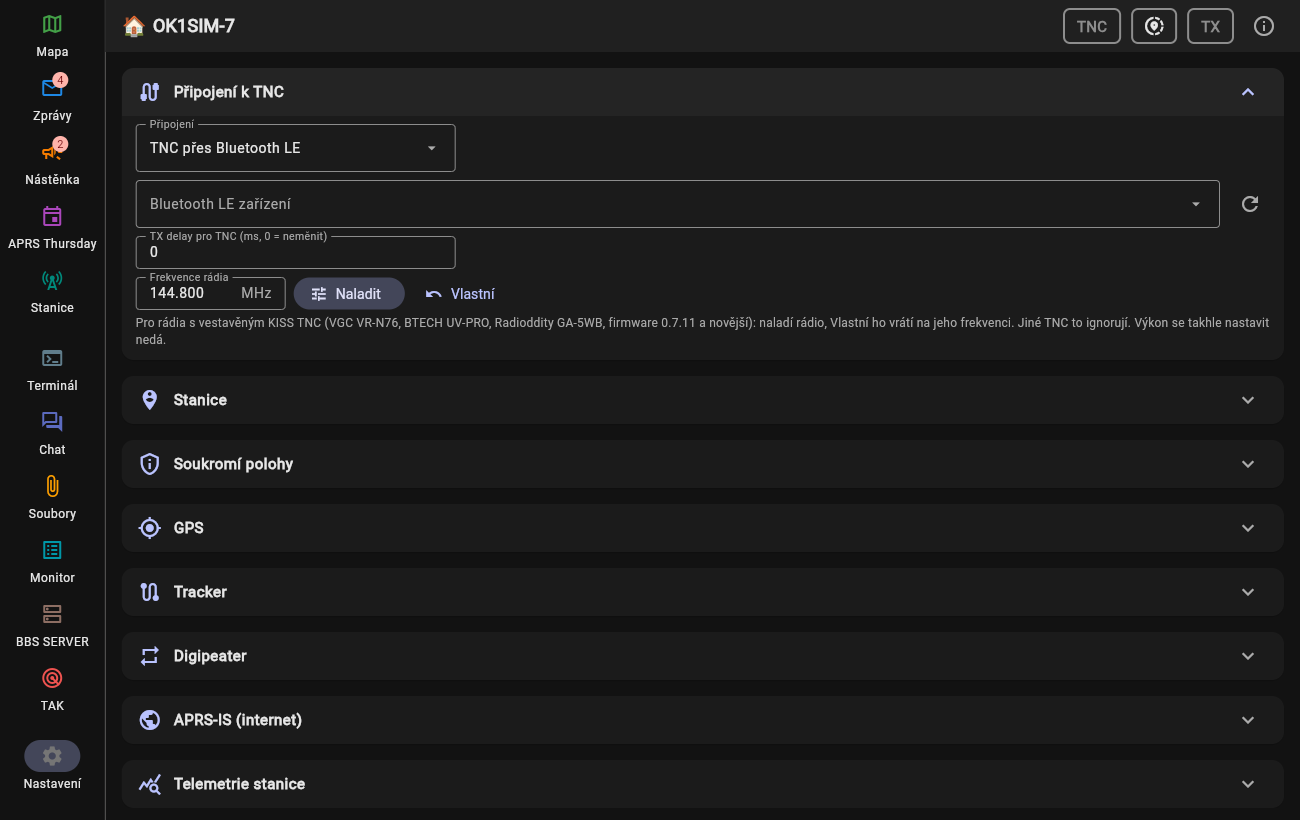 Mapa
4
Zprávy
2
Nástěnka
APRS Thursday
Stanice
Terminál
Chat
Soubory
Monitor
BBS SERVER
TAK
Nastavení
OK1SIM-7
TNC
TX
Připojení k TNC
Připojení
TNC přes Bluetooth LE
Bluetooth LE zařízení
TX delay pro TNC (ms, 0 = neměnit)
0
Frekvence rádia
144.800 MHz
Naladit
Vlastní
Pro rádia s vestavěným KISS TNC (VGC VR-N76, BTECH UV-PRO, Radioddity GA-5WB, firmware 0.7.11 a novější): naladí rádio, Vlastní ho vrátí na jeho frekvenci. Jiné TNC to ignorují. Výkon se takhle nastavit
nedá.
Stanice
Soukromí polohy
GPS
Tracker
Digipeater
APRS-IS (internet)
Telemetrie stanice